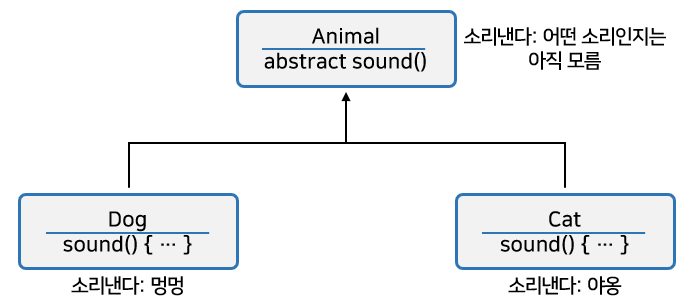 Animal
abstract sound()
소리낸다: 어떤 소리인지는
아직 모름
Dog
sound() { ··· }
소리낸다: 멍멍
Cat
sound() { ··· }
소리낸다: 야옹